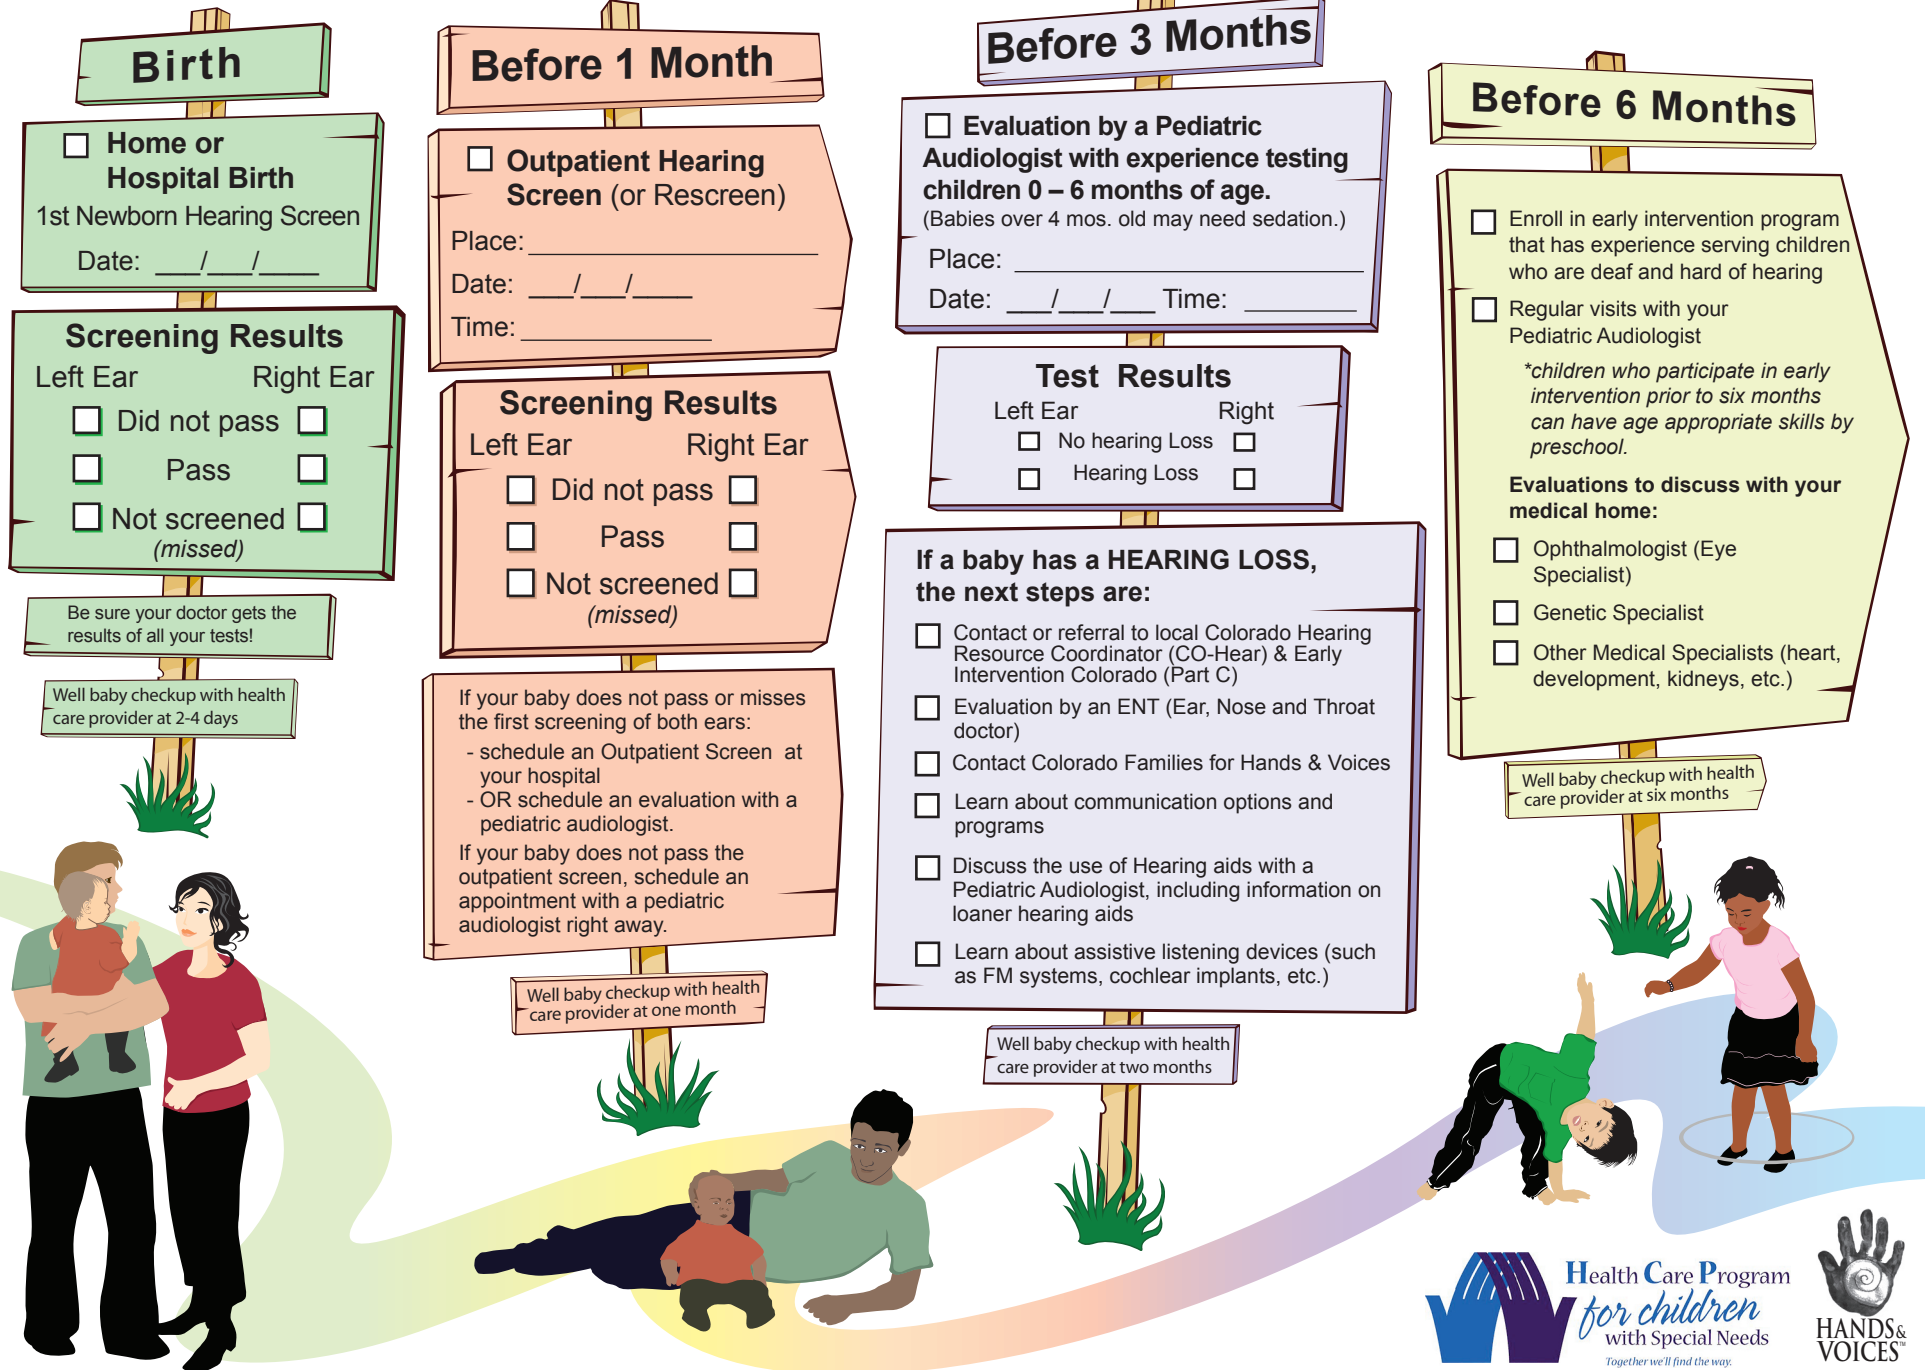 Birth
Home or
Hospital Birth
1st Newborn Hearing Screen
Date: ___/___/____
Screening Results
Left Ear Right Ear
Did not pass
Pass
Not screened
(missed)
Be sure your doctor gets the
results of all your tests!
Well baby checkup with health
care provider at 2-4 days
Before 1 Month
Outpatient Hearing
Screen (or Rescreen)
Place: ____________________
Date: ___/___/____
Time: _____________
Screening Results
Left Ear Right Ear
Did not pass
Pass
Not screened
(missed)
If your baby does not pass or misses
the first screening of both ears:
- schedule an Outpatient Screen at
your hospital
- OR schedule an evaluation with a
pediatric audiologist.
If your baby does not pass the
outpatient screen, schedule an
appointment with a pediatric
audiologist right away.
Well baby checkup with health
care provider at one month
Before 3 Months
Evaluation by a Pediatric
Audiologist with experience testing
children 0 – 6 months of age.
(Babies over 4 mos. old may need sedation.)
Place: ________________________
Date: ___/___/___ Time: ________
Test Results
Left Ear Right
No hearing Loss
Hearing Loss
If a baby has a HEARING LOSS,
the next steps are:
Contact or referral to local Colorado Hearing
Resource Coordinator (CO-Hear) & Early
Intervention Colorado (Part C)
Evaluation by an ENT (Ear, Nose and Throat
doctor)
Contact Colorado Families for Hands & Voices
Learn about communication options and
programs
Discuss the use of Hearing aids with a
Pediatric Audiologist, including information on
loaner hearing aids
Learn about assistive listening devices (such
as FM systems, cochlear implants, etc.)
Well baby checkup with health
care provider at two months
Before 6 Months
Enroll in early intervention program
that has experience serving children
who are deaf and hard of hearing
Regular visits with your
Pediatric Audiologist
*children who participate in early
intervention prior to six months
can have age appropriate skills by
preschool.
Evaluations to discuss with your
medical home:
Ophthalmologist (Eye
Specialist)
Genetic Specialist
Other Medical Specialists (heart,
development, kidneys, etc.)
Well baby checkup with health
care provider at six months
Health Care Program
for children
with Special Needs
Together we'll find the way.
HANDS&
VOICES™